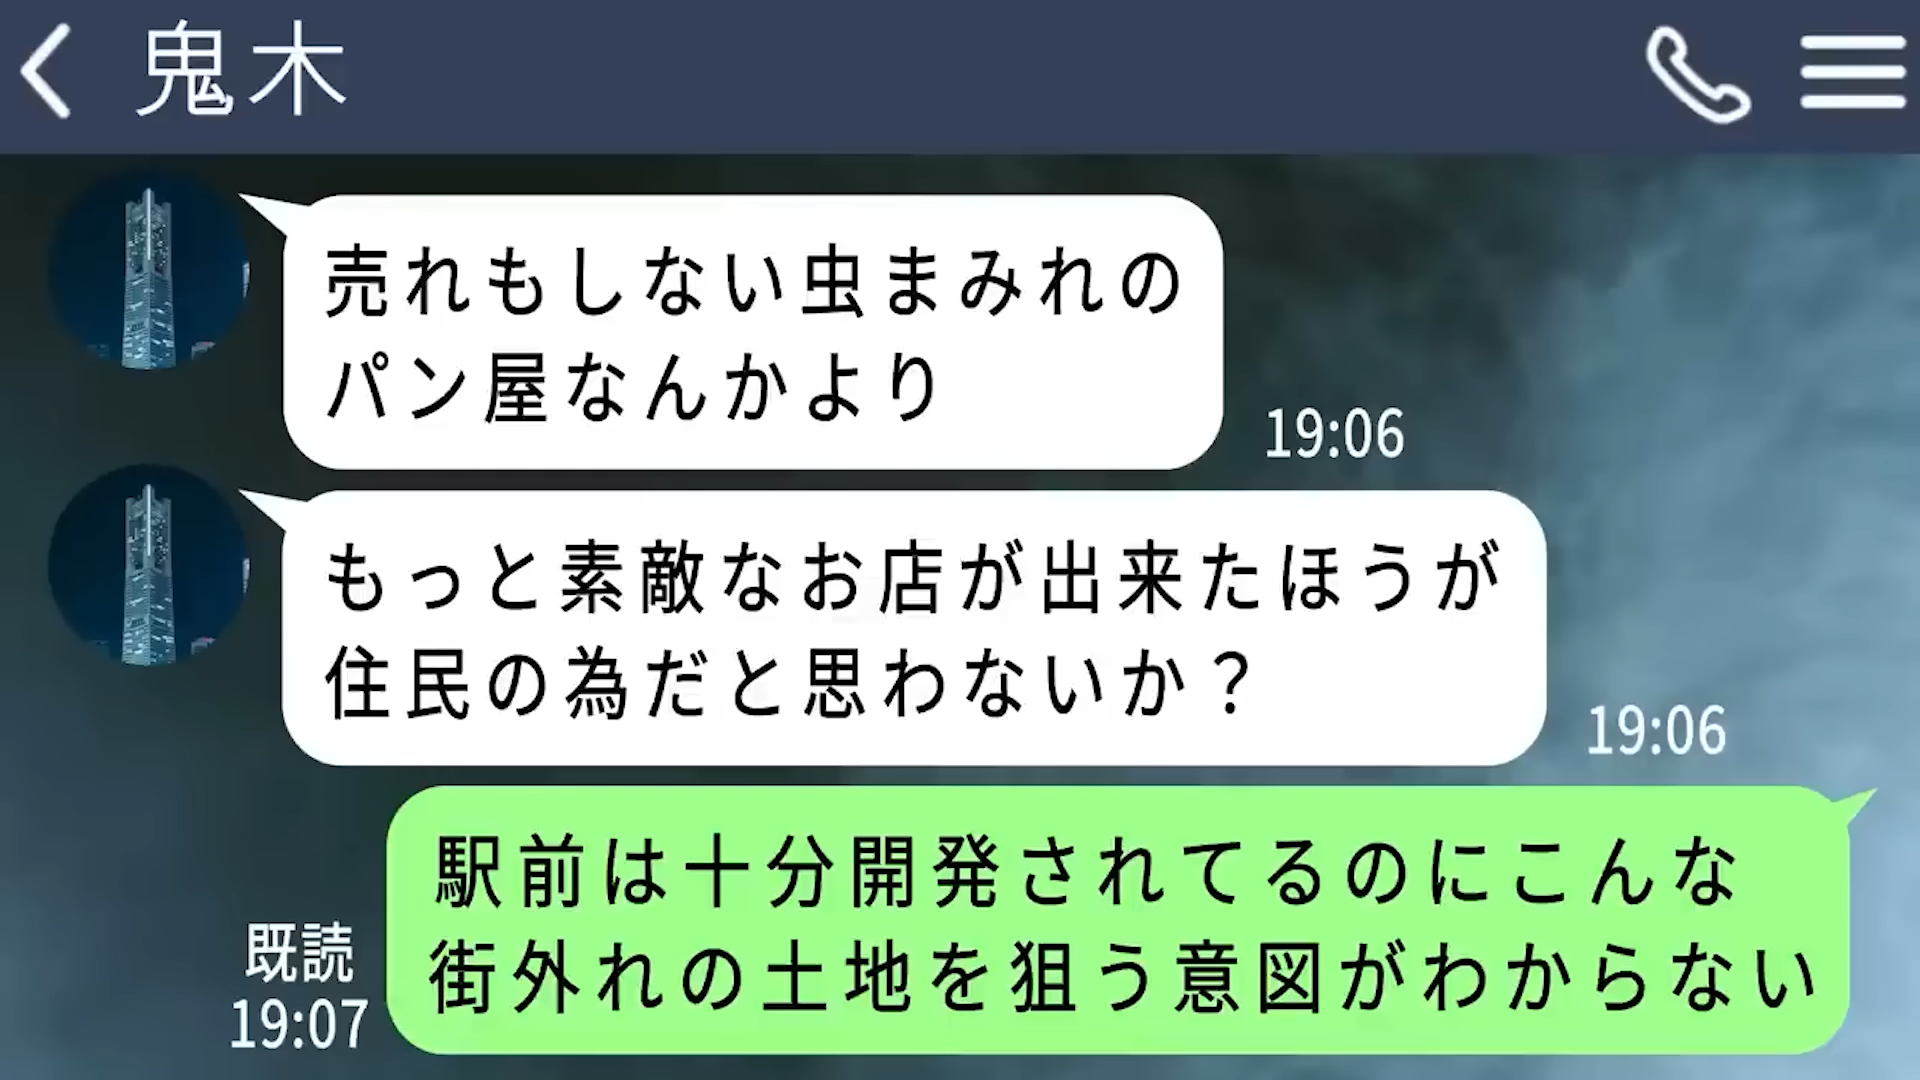 鬼木
売れもしない虫まみれの
パン屋なんかより
19:06
もっと素敵なお店が出来たほうが
住民の為だと思わないか？
19:06
駅前は十分開発されてるのにこんな
街外れの土地を狙う意図がわからない
既読
19:07